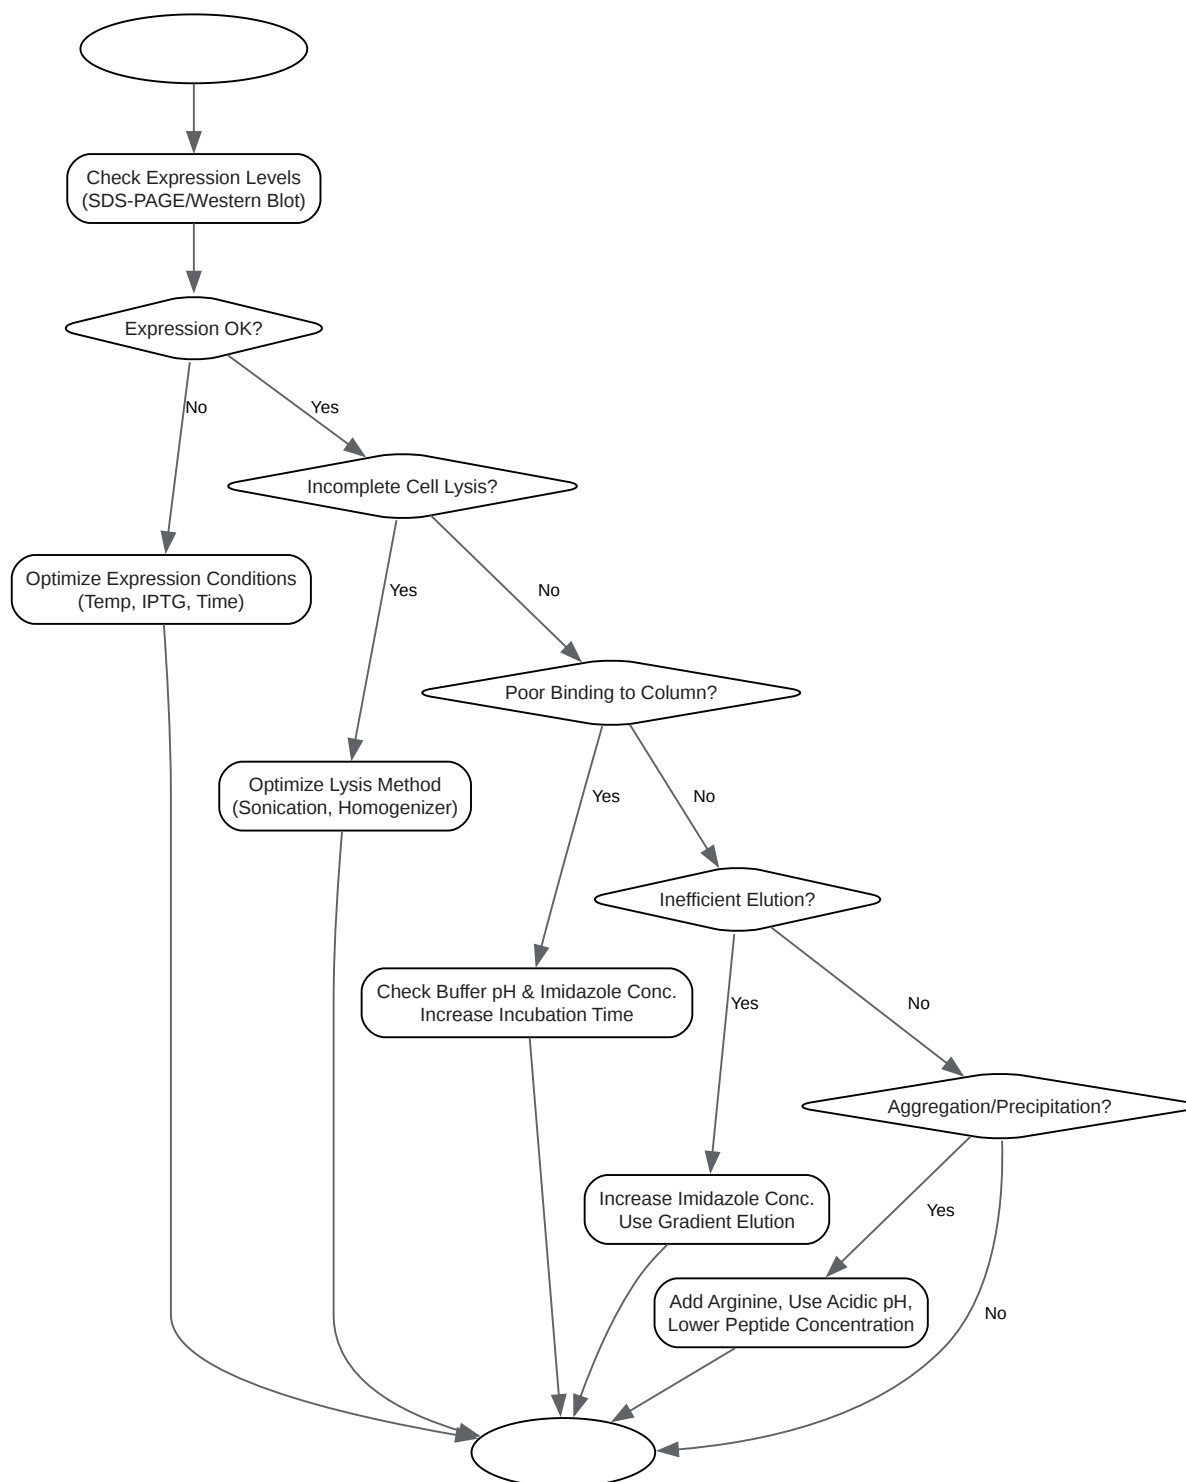 Check Expression Levels
(SDS-PAGE/Western Blot)
Expression OK?
No
Yes
Incomplete Cell Lysis?
Optimize Expression Conditions
(Temp, IPTG, Time)
Yes
No
Poor Binding to Column?
Optimize Lysis Method
(Sonication, Homogenizer)
Yes
No
Inefficient Elution?
Check Buffer pH & Imidazole Conc.
Increase Incubation Time
Yes
No
Aggregation/Precipitation?
Increase Imidazole Conc.
Use Gradient Elution
Yes
Add Arginine, Use Acidic pH,
Lower Peptide Concentration
No